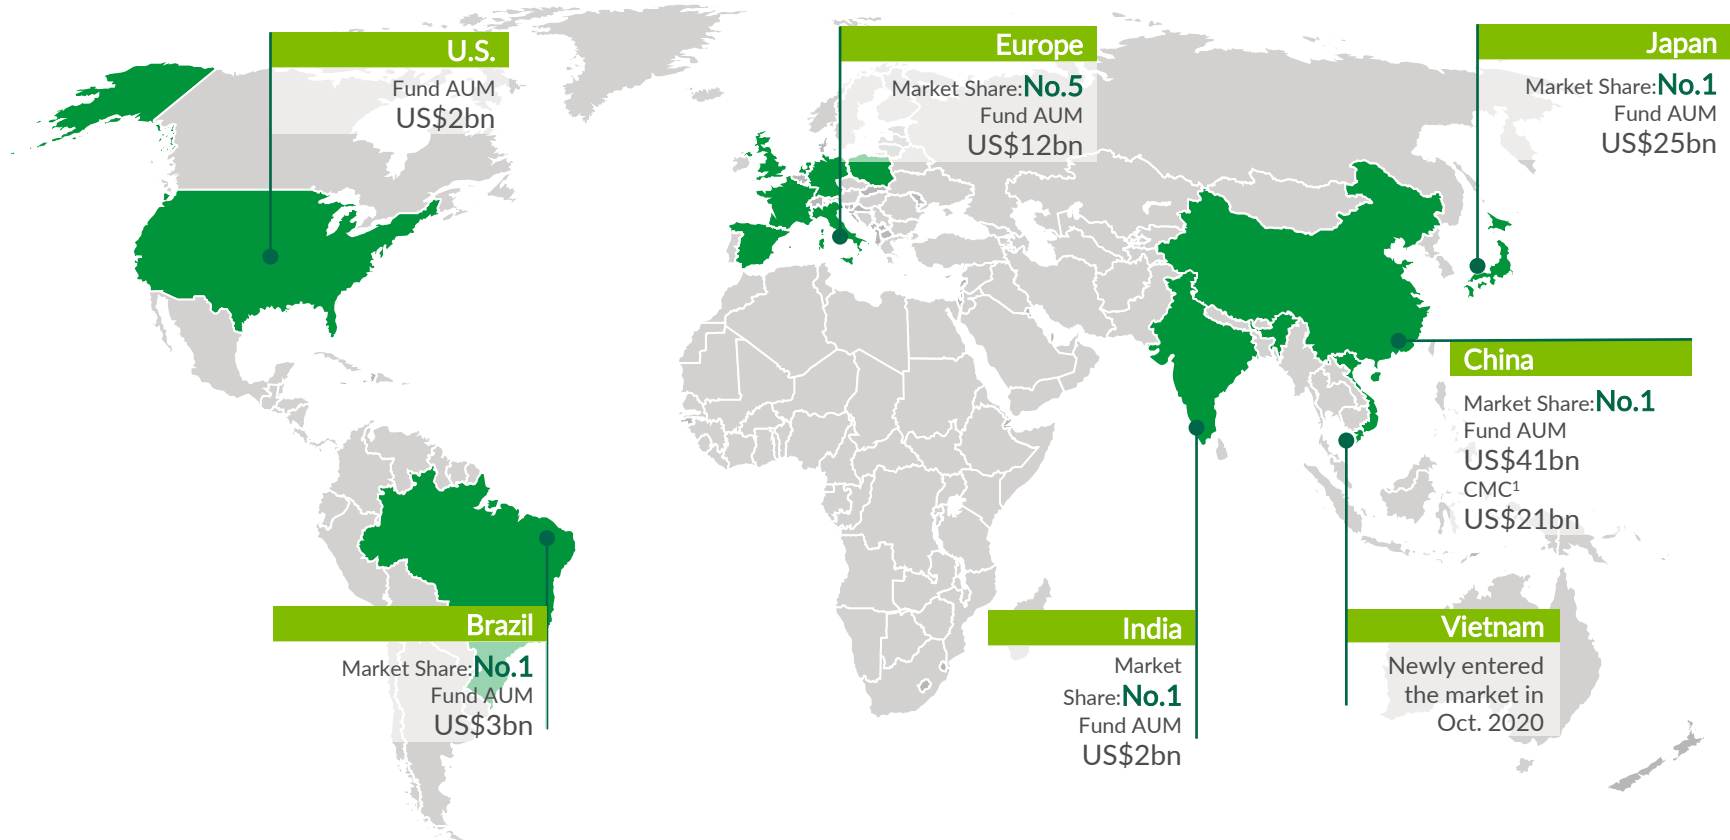 U.S.
Fund AUM
US$2bn
Europe
Market Share:No.5
Fund AUM
US$12bn
Japan
Market Share:No.1
Fund AUM
US$25bn
China
Market Share:No.1
Fund AUM
US$41bn
CMC¹
US$21bn
Brazil
Market Share:No.1
Fund AUM
US$3bn
India
Market
Share:No.1
Fund AUM
US$2bn
Vietnam
Newly entered
the market in
Oct. 2020